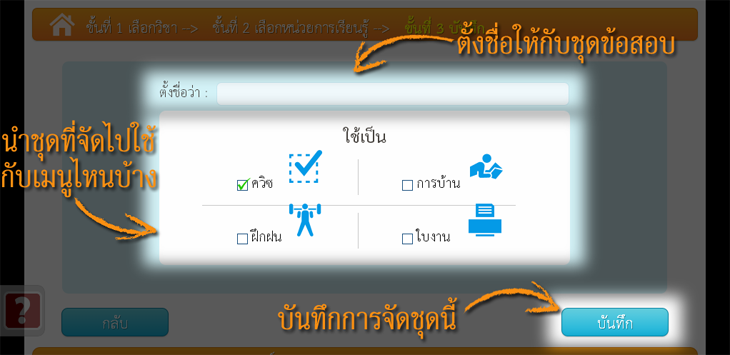 ขั้นที่ 1 เลือกวิชา --> ขั้นที่ 2 เลือกหน่วยการเรียนรู้ --> ขั้นที่ 3 บันทึก
ตั้งชื่อให้กับชุดข้อสอบ
ตั้งชื่อว่า :
นำชุดที่จัดไปใช้
กับเมนูไหนบ้าง
ใช้เป็น
ควิซ
การบ้าน
ฝึกฝน
ใบงาน
?
กลับ
บันทึกการจัดชุดนี้
บันทึก